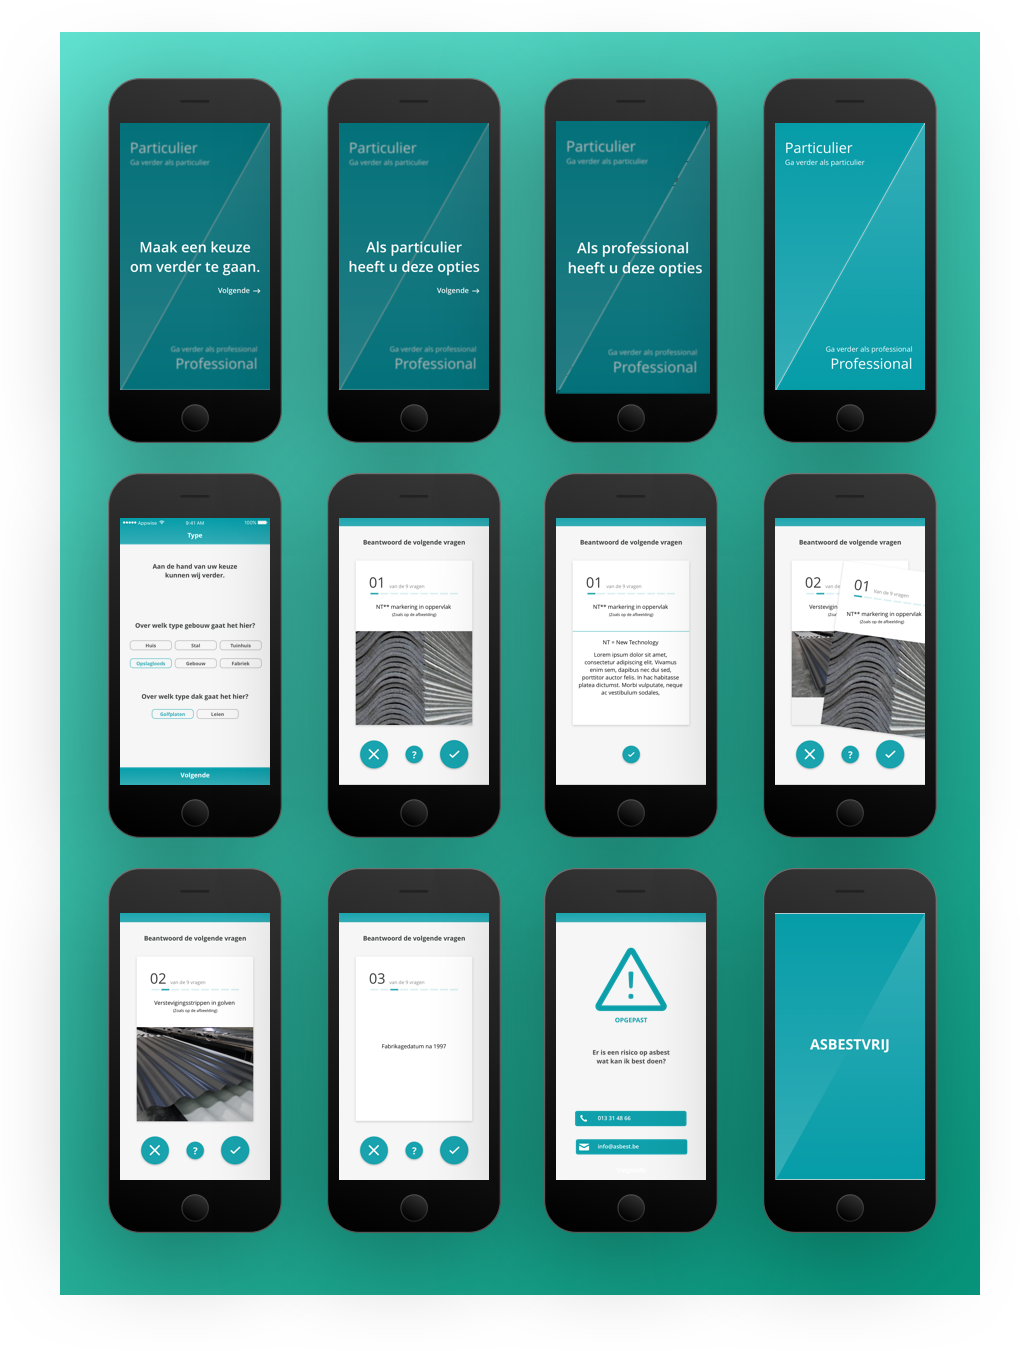 Particulier
Ga verder als particulier
Maak een keuze
om verder te gaan.
Volgende →
Ga verder als professional
Professional
Particulier
Ga verder als particulier
Als particulier
heeft u deze opties
Volgende →
Ga verder als professional
Professional
Particulier
Ga verder als particulier
Als professional
heeft u deze opties
Ga verder als professional
Professional
Particulier
Ga verder als particulier
Ga verder als professional
Professional
Appwise 9:41 AM 100%
Type
Aan de hand van uw keuze
kunnen wij verder.
Over welk type gebouw gaat het hier?
Huis Stal Tuinhuis
Opslagloods Gebouw Fabriek
Over welk type dak gaat het hier?
Golfplaten Leien
Volgende
Beantwoord de volgende vragen
01 van de 9 vragen
NT** markering in oppervlak
(Zoals op de afbeelding)
?
Beantwoord de volgende vragen
01 van de 9 vragen
NT** markering in oppervlak
(Zoals op de afbeelding)
NT = New Technology
Lorem ipsum dolor sit amet,
consectetur adipiscing elit. Vivamus
enim sem, dapibus nec dui sed,
porttitor auctor felis. In hac habitasse
platea dictumst. Morbi vulputate, neque
ac vestibulum sodales,
Beantwoord de volgende vragen
02 van de 9 v
Versteviging
(Zoa
01 Van de 9 vragen
NT** markering in oppervlak
(Zoals op de afbeelding)
?
Beantwoord de volgende vragen
02 van de 9 vragen
Verstevigingsstrippen in golven
(Zoals op de afbeelding)
?
Beantwoord de volgende vragen
03 van de 9 vragen
Fabrikagedatum na 1997
?
OPGEPAST
Er is een risico op asbest
wat kan ik best doen?
013 31 48 66
info@asbest.be
ASBESTVRIJ